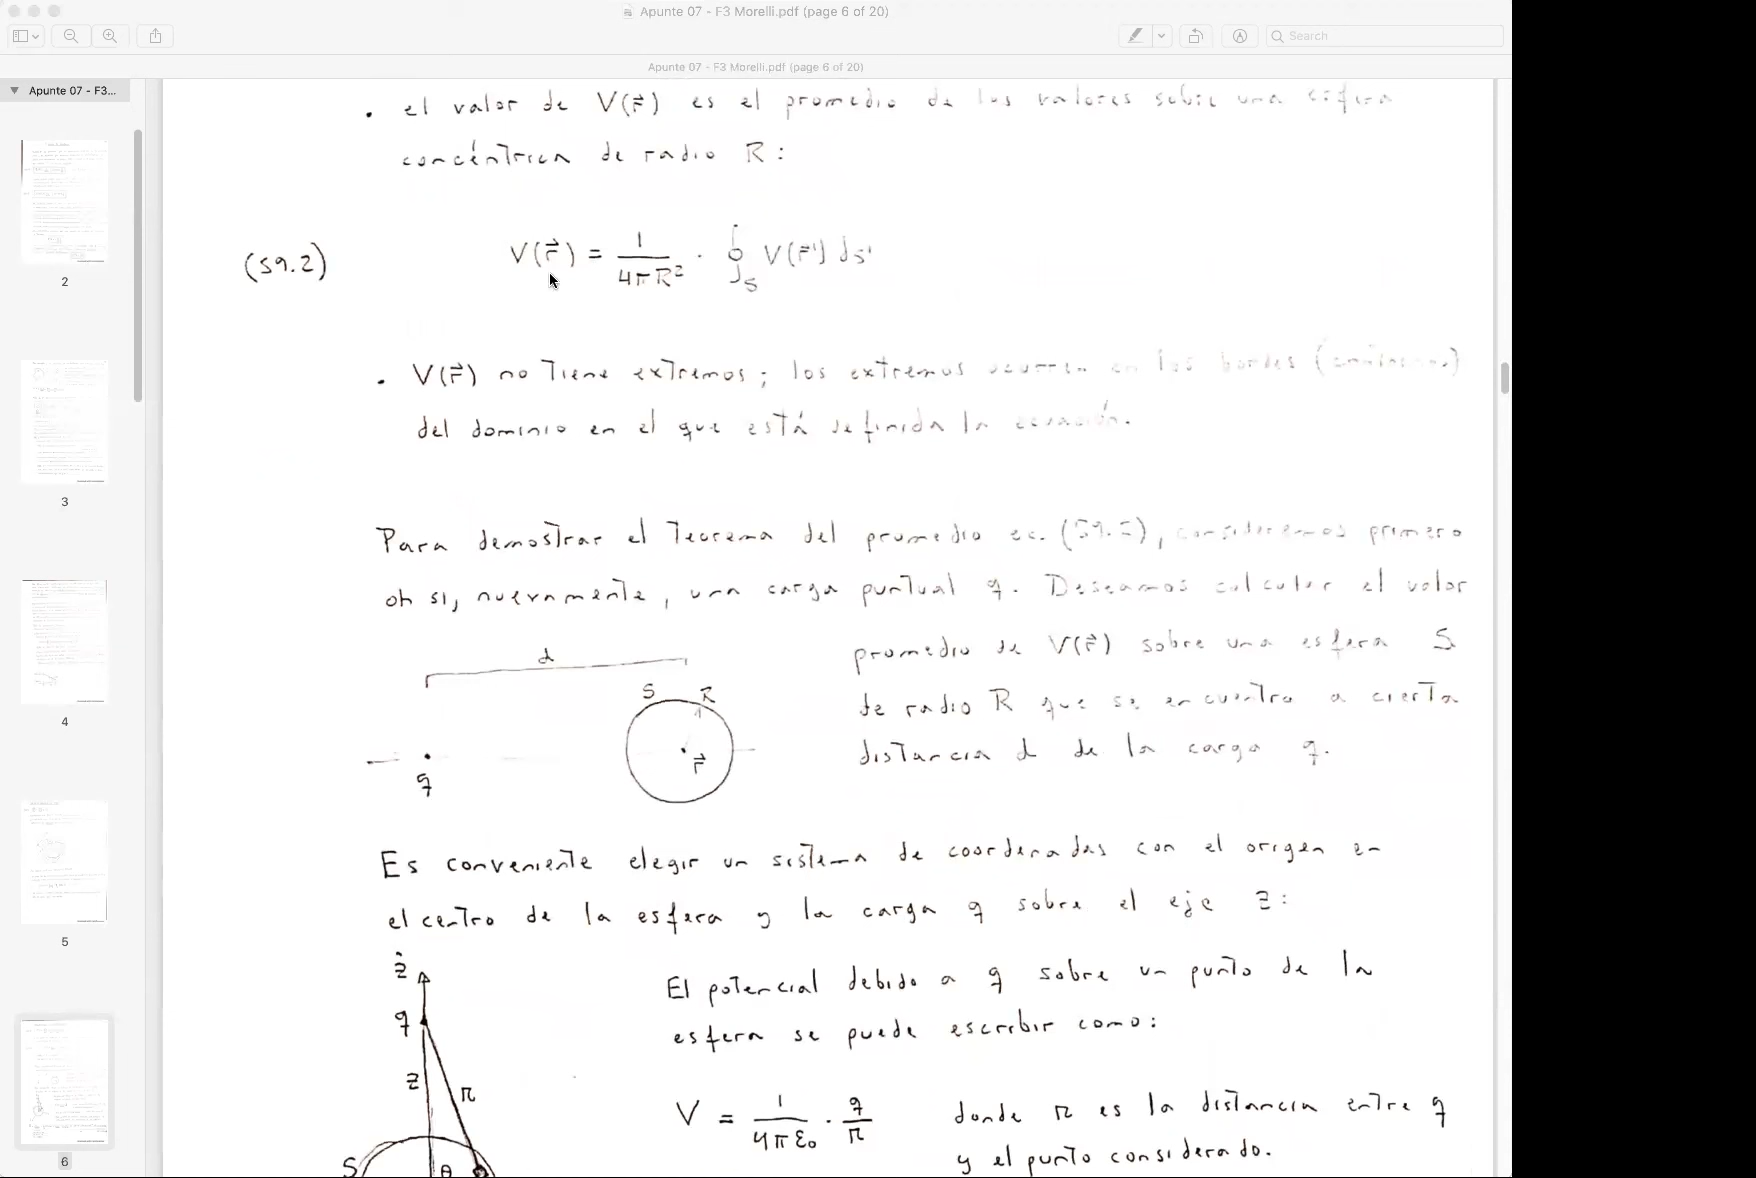 Apunte 07 - F3 Morelli.pdf (page 6 of 20)
Search
Apunte 07 - F3 Morelli.pdf (page 6 of 20)
Apunte 07 - F3...
2
3
4
5
6
• el valor de V(r⃗) es el promedio de los valores sobre una esfera
concéntrica de radio R:
(59.2) V(r⃗) = 1/(4πR²) · ∮_S V(r⃗') ds'
• V(r⃗) no tiene extremos; los extremos ocurren en los bordes
del dominio en el que está definida la ecuación.
Para demostrar el teorema del promedio ec. (59.2), consideremos primero
oh si, nuevamente, una carga puntual q. Deseamos calcular el valor
promedio de V(r⃗) sobre una esfera S
de radio R que se encuentra a cierta
distancia d de la carga q.
d
S R
r⃗
q
Es conveniente elegir un sistema de coordenadas con el origen en
el centro de la esfera y la carga q sobre el eje z:
ẑ
q
z
r
S
θ
El potencial debido a q sobre un punto de la
esfera se puede escribir como:
V = 1/(4πε₀) · q/r donde r es la distancia entre q
y el punto considerado.